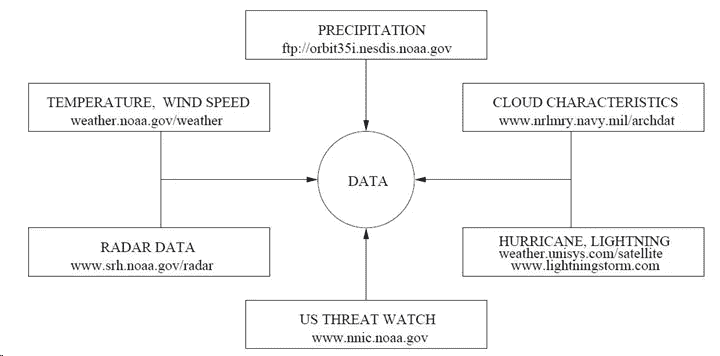 PRECIPITATION
ftp://orbit35i.nesdis.noaa.gov
TEMPERATURE, WIND SPEED
weather.noaa.gov/weather
CLOUD CHARACTERISTICS
www.nrlmry.navy.mil/archdat
DATA
RADAR DATA
www.srh.noaa.gov/radar
HURRICANE, LIGHTNING
weather.unisys.com/satellite
www.lightningstorm.com
US THREAT WATCH
www.nnic.noaa.gov